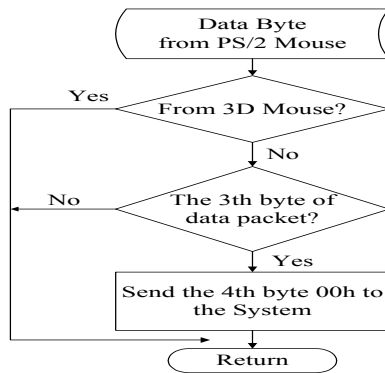 Data Byte
from PS/2 Mouse
Yes
From 3D Mouse?
No
No
The 3th byte of
data packet?
Yes
Send the 4th byte 00h to
the System
Return